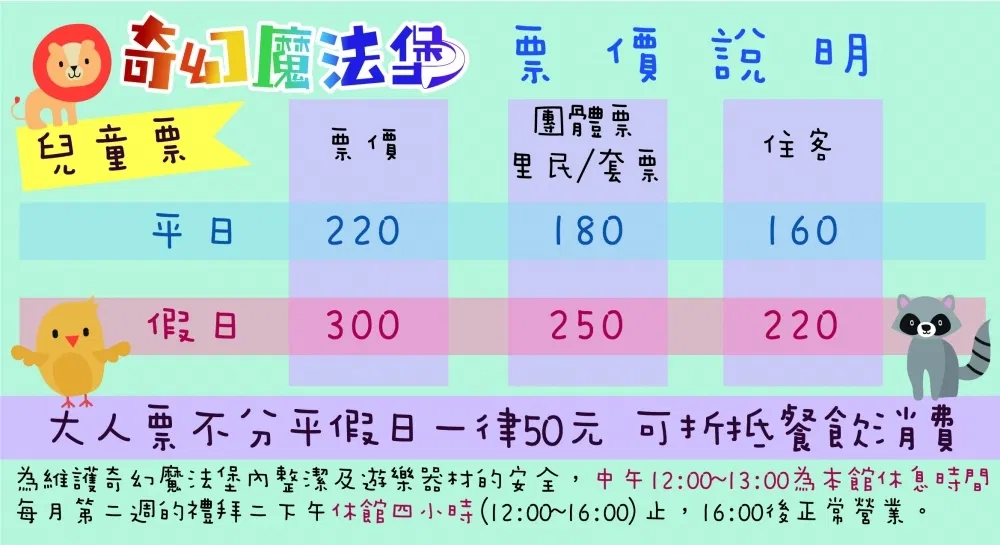 奇幻魔法堡 票價說明
兒童票 票價 團體票 住客
里民/套票
平日 220 180 160
假日 300 250 220
大人票不分平假日一律50元 可折抵餐飲消費
為維護奇幻魔法堡內整潔及遊樂器材的安全，中午12:00~13:00為本館休息時間
每月第二週的禮拜二下午休館四小時(12:00~16:00)止，16:00後正常營業。